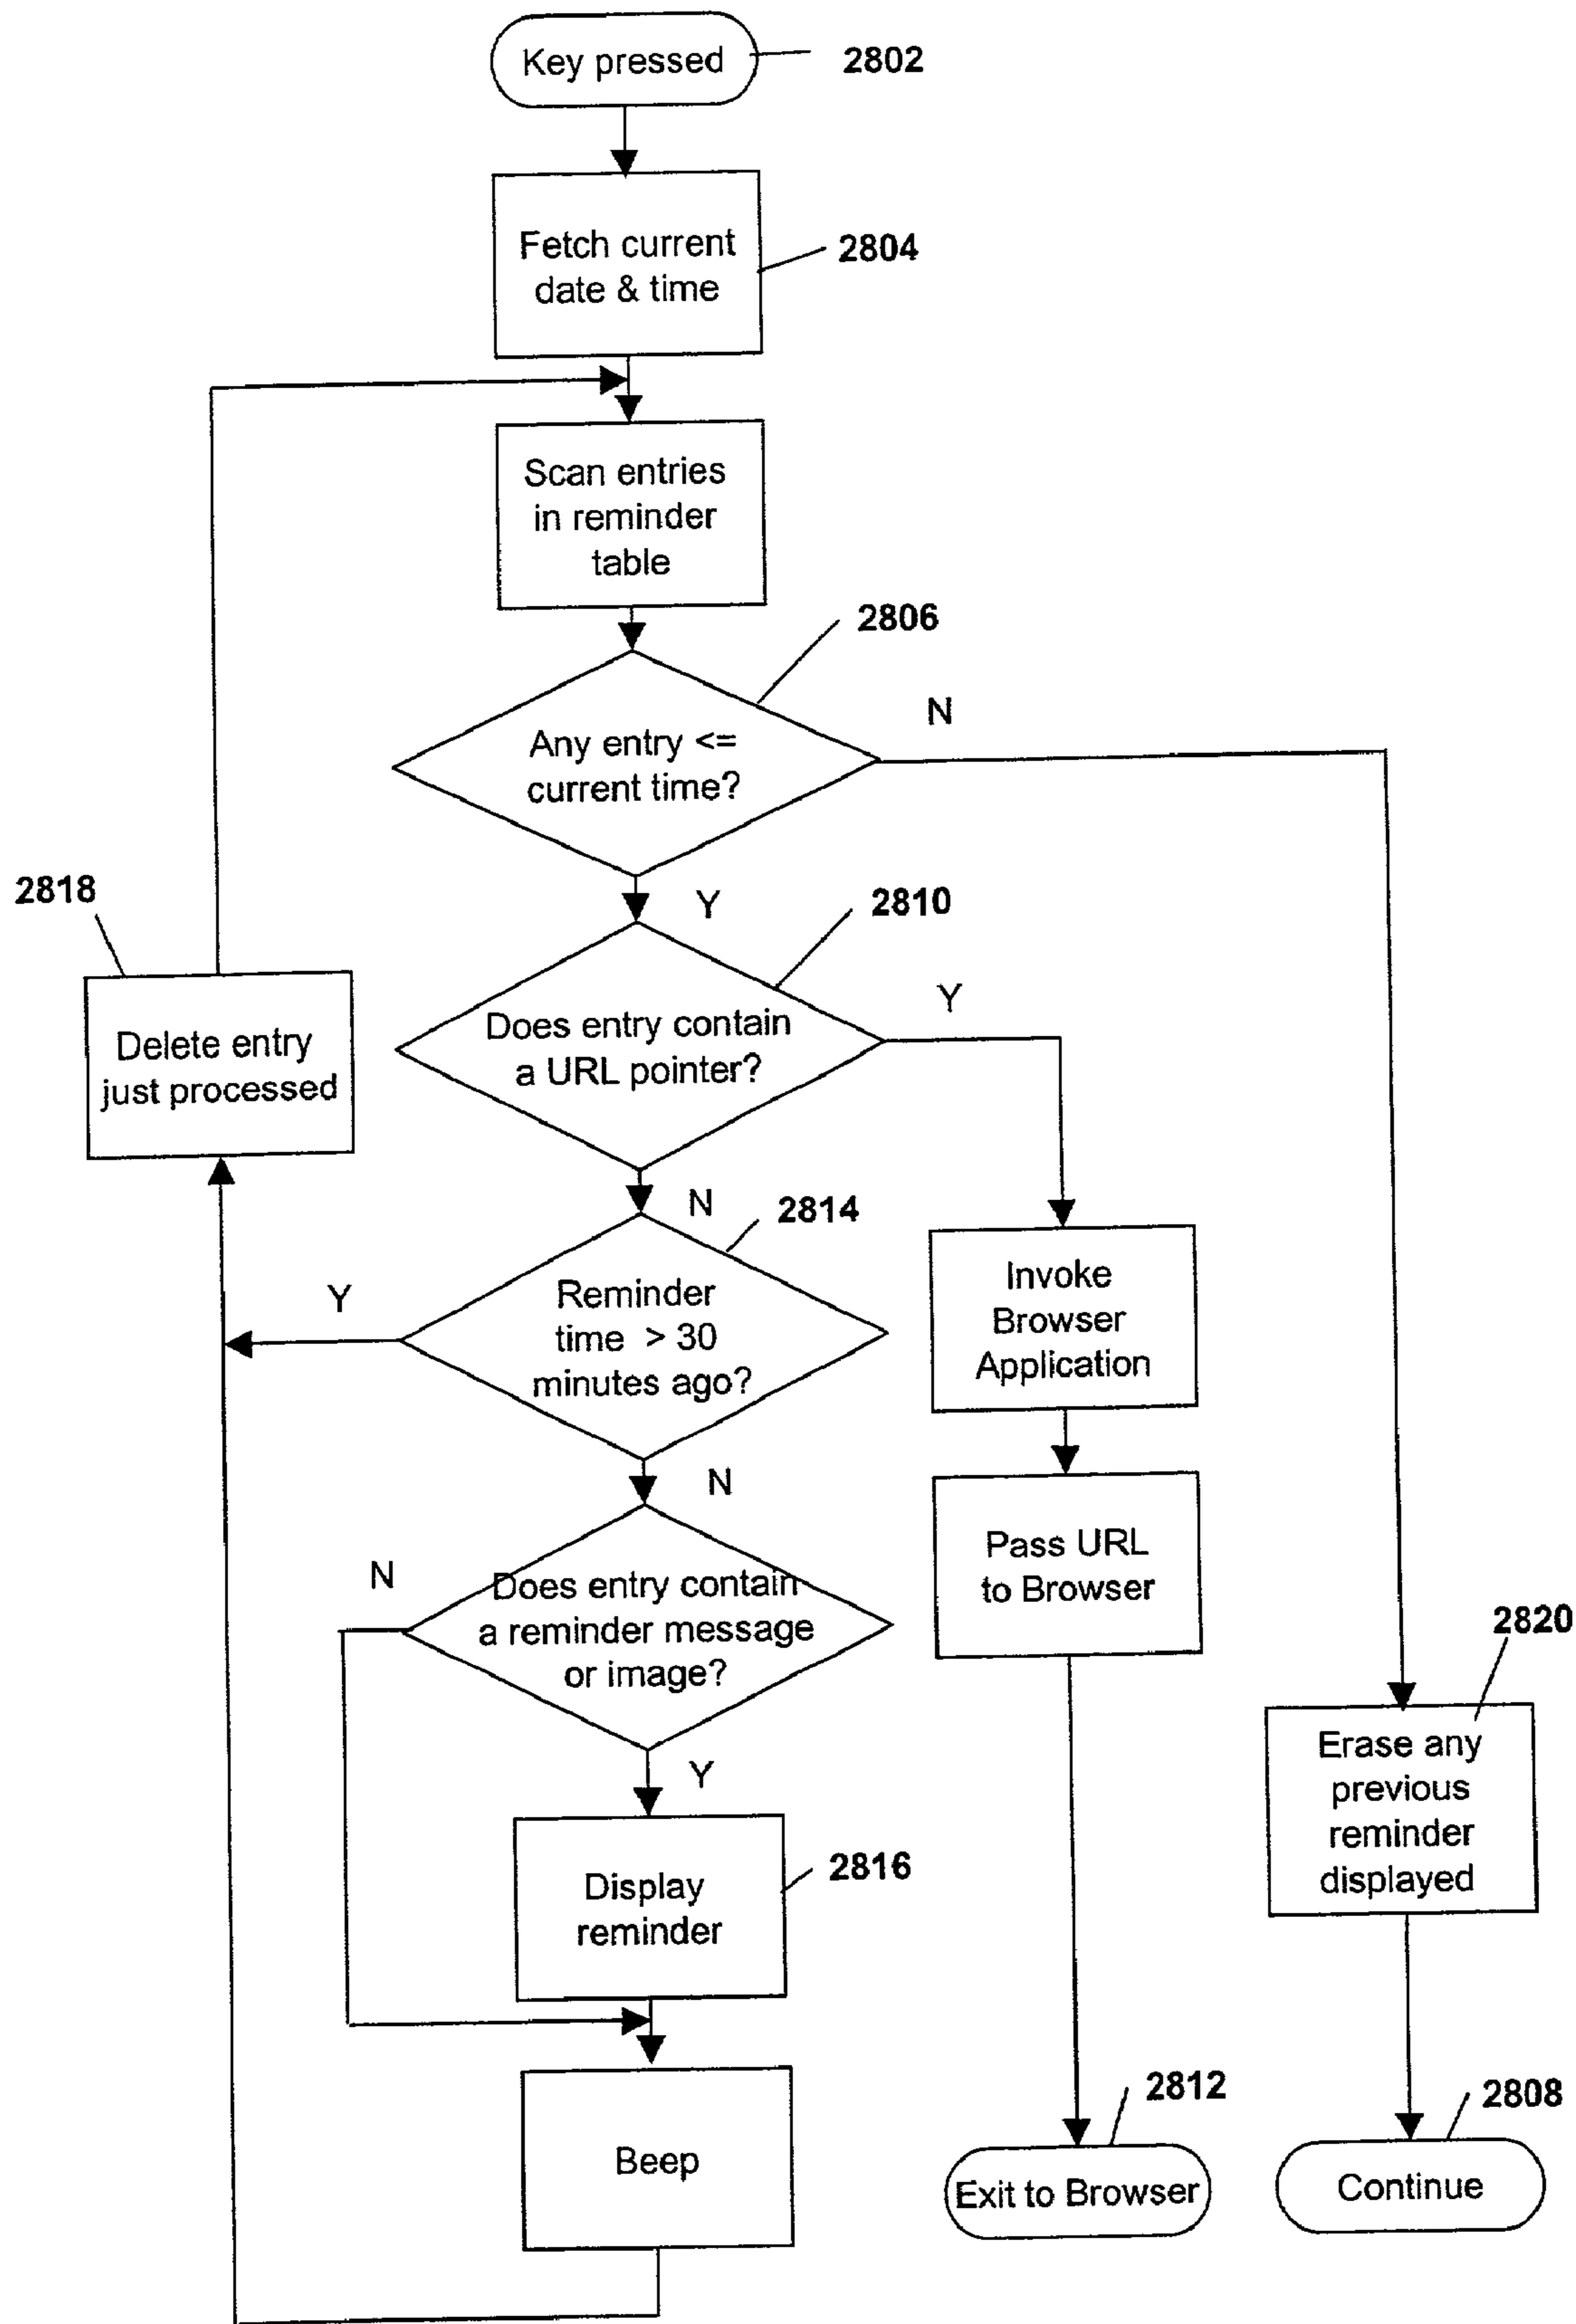 Key pressed
2802
Fetch current
date & time
2804
Scan entries
in reminder
table
2806
Any entry <=
current time?
N
Y
2810
2818
Delete entry
just processed
Does entry contain
a URL pointer?
Y
N
2814
Reminder
time > 30
minutes ago?
Y
N
Invoke
Browser
Application
Pass URL
to Browser
Does entry contain
a reminder message
or image?
N
Y
2820
Erase any
previous
reminder
displayed
Display
reminder
2816
Beep
2812
Exit to Browser
2808
Continue